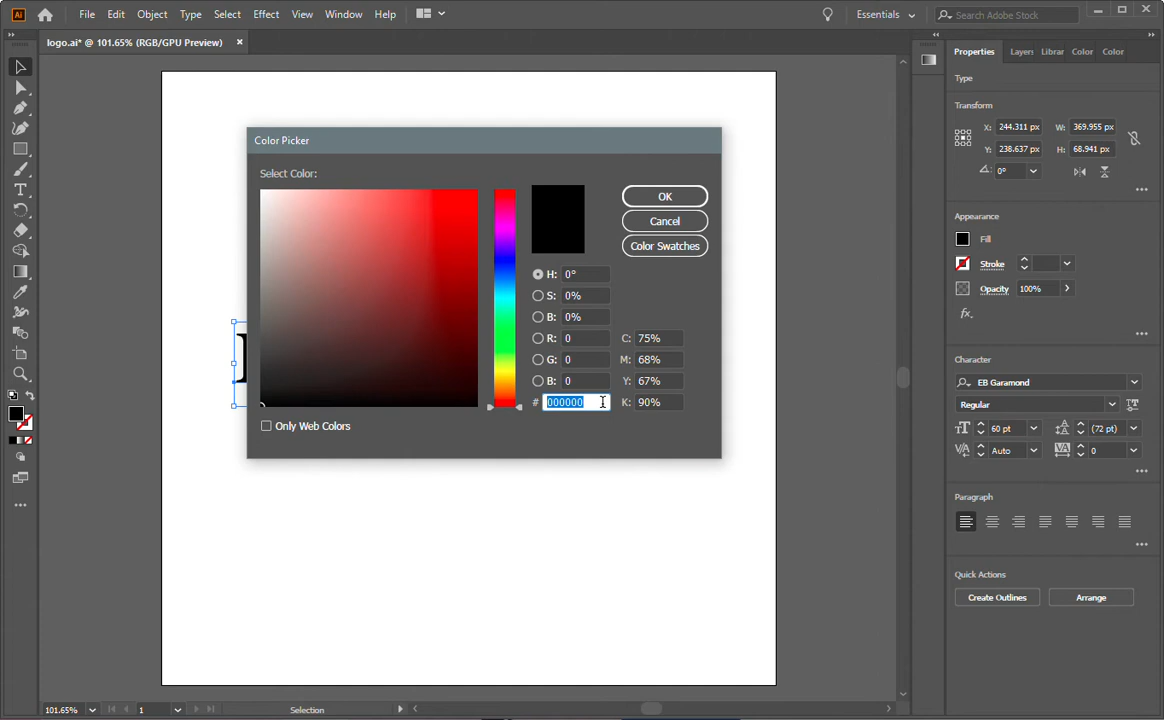 Ai File Edit Object Type Select Effect View Window Help Essentials Search Adobe Stock
logo.ai* @ 101.65% (RGB/GPU Preview)
Properties Layers Librar Color Color
Type
Transform
X: 244.311 px W: 369.955 px
Y: 238.637 px H: 68.941 px
0°
Appearance
Fill
Stroke
Opacity 100%
fx.
Character
EB Garamond
Regular
60 pt (72 pt)
Auto 0
Paragraph
Quick Actions
Create Outlines Arrange
Color Picker
Select Color:
OK
Cancel
Color Swatches
H: 0°
S: 0%
B: 0%
R: 0 C: 75%
G: 0 M: 68%
B: 0 Y: 67%
# 000000 K: 90%
Only Web Colors
101.65% 1 Selection